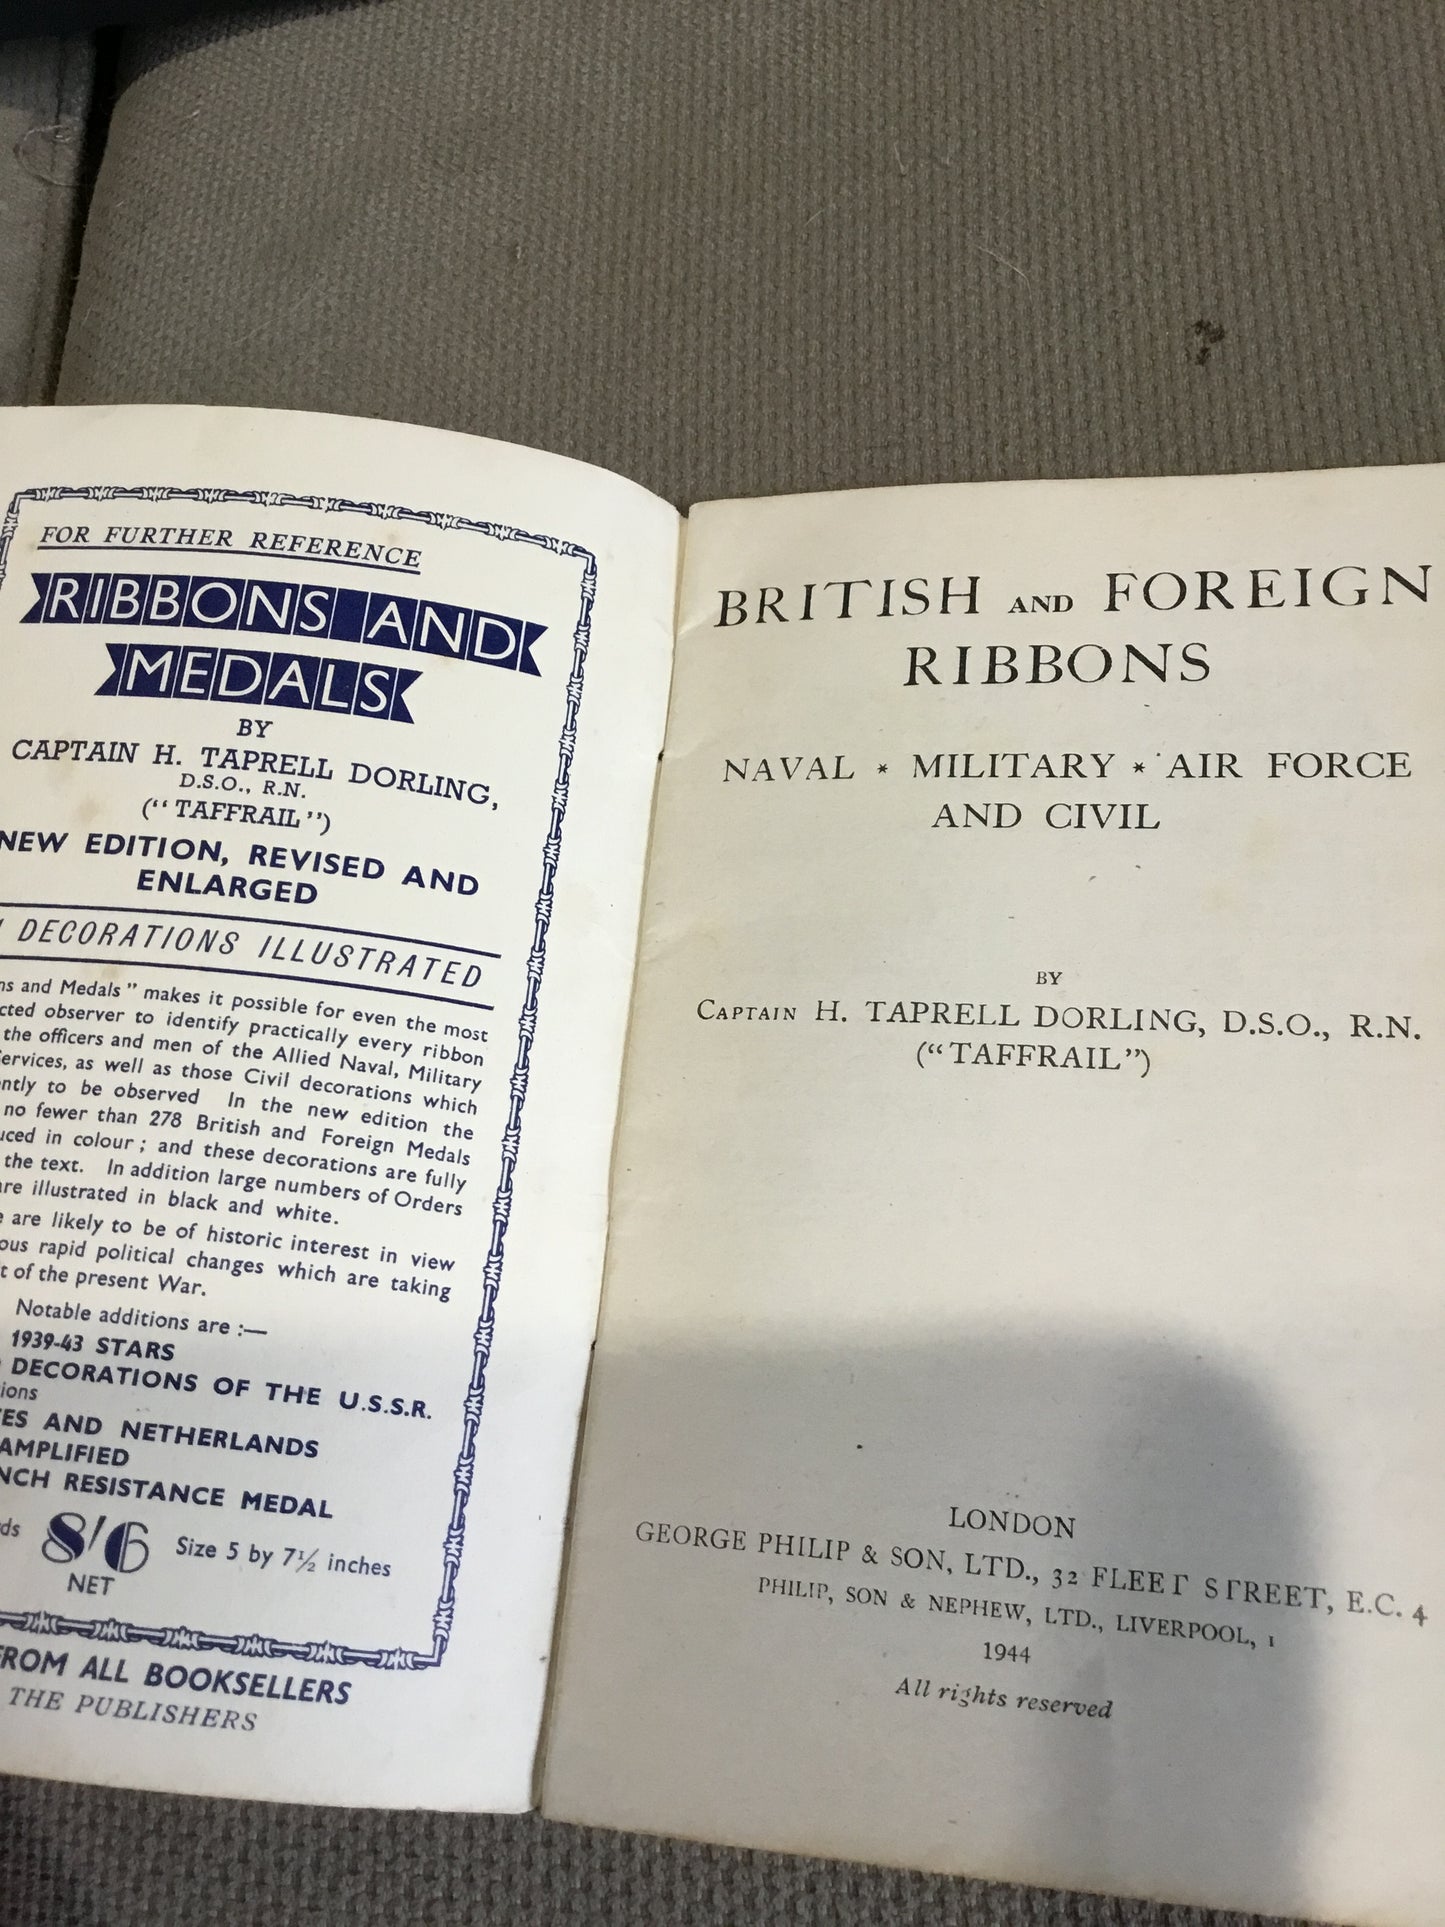 FOR FURTHER REFERENCE
RIBBONS AND
MEDALS
BY
CAPTAIN H. TAPRELL DORLING,
D.S.O., R.N.
("TAFFRAIL")
NEW EDITION, REVISED AND
ENLARGED
DECORATIONS ILLUSTRATED
and Medals" makes it possible for even the most
observer to identify practically every ribbon
the officers and men of the Allied Naval, Military
as well as those Civil decorations which
to be observed In the new edition the
no fewer than 278 British and Foreign Medals
in colour; and these decorations are fully
the text. In addition large numbers of Orders
are illustrated in black and white.
are likely to be of historic interest in view
rapid political changes which are taking
of the present War.
Notable additions are :—
1939-43 STARS
DECORATIONS OF THE U.S.S.R.
AND NETHERLANDS
AMPLIFIED
RESISTANCE MEDAL
8/6 Size 5 by 7½ inches
NET
FROM ALL BOOKSELLERS
THE PUBLISHERS
BRITISH AND FOREIGN
RIBBONS
NAVAL * MILITARY * AIR FORCE
AND CIVIL
BY
CAPTAIN H. TAPRELL DORLING, D.S.O., R.N.
("TAFFRAIL")
LONDON
GEORGE PHILIP & SON, LTD., 32 FLEET STREET, E.C. 4
PHILIP, SON & NEPHEW, LTD., LIVERPOOL, 1
1944
All rights reserved